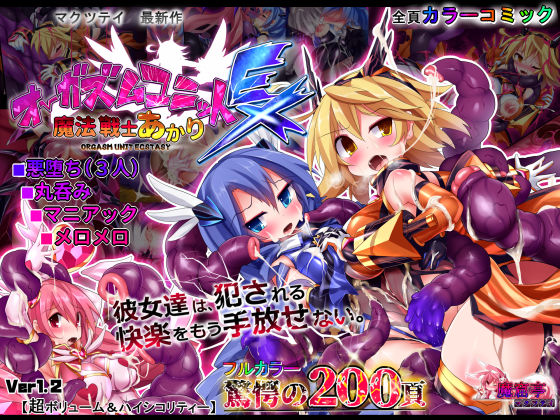 マクツテイ　最新作
全頁カラーコミック
オーガズムユニットEX
魔法戦士あかり
ORGASM UNIT ECSTASY
■悪堕ち(3人)
■丸呑み
■マニアック
■メロメロ
彼女達は、犯される
快楽をもう手放せない。
フルカラー
驚愕の200頁
Ver1.2
【超ボリューム＆ハイシコリティー】